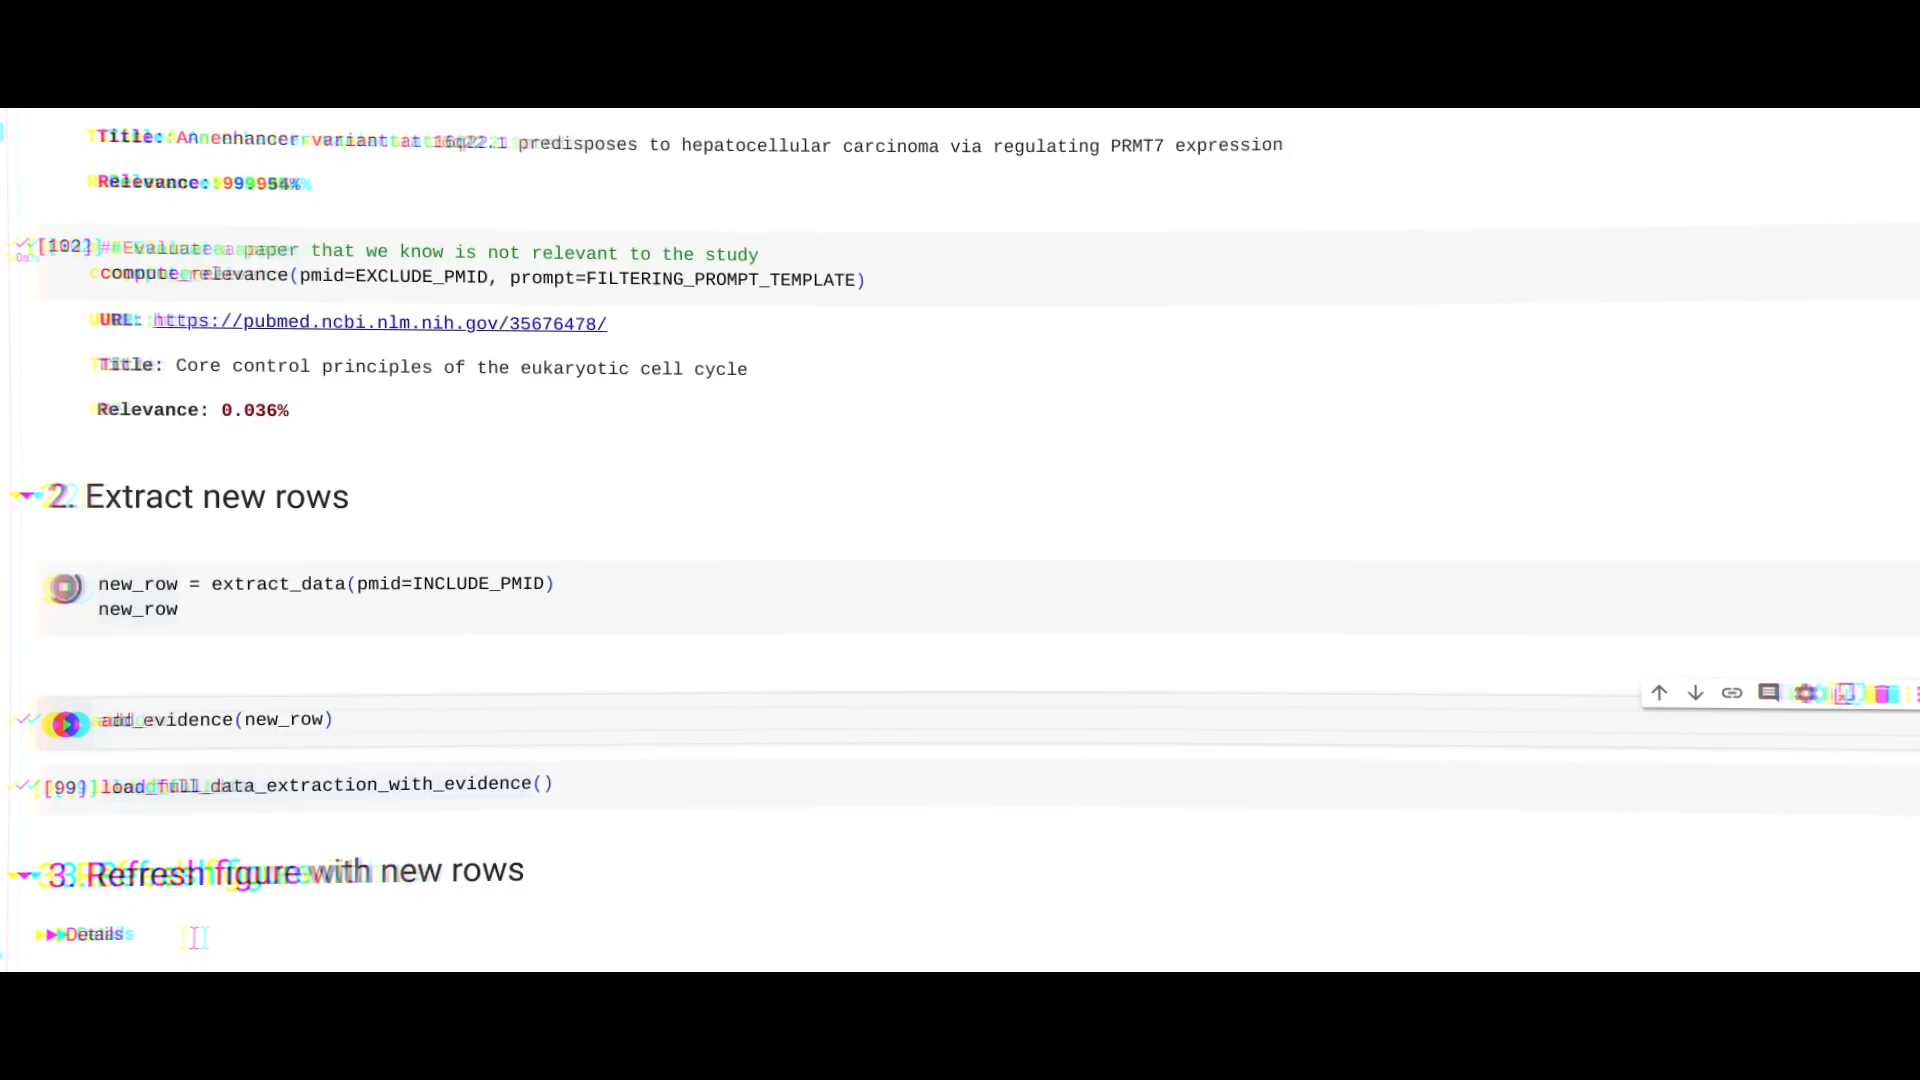 Title: An enhancer variant at 16q22.1 predisposes to hepatocellular carcinoma via regulating PRMT7 expression
Relevance:
[102] # Evaluate a paper that we know is not relevant to the study
compute_relevance(pmid=EXCLUDE_PMID, prompt=FILTERING_PROMPT_TEMPLATE)
URL: https://pubmed.ncbi.nlm.nih.gov/35676478/
Title: Core control principles of the eukaryotic cell cycle
Relevance: 0.036%
2. Extract new rows
new_row = extract_data(pmid=INCLUDE_PMID)
new_row
add_evidence(new_row)
[99] load_full_data_extraction_with_evidence()
3. Refresh figure with new rows
Details